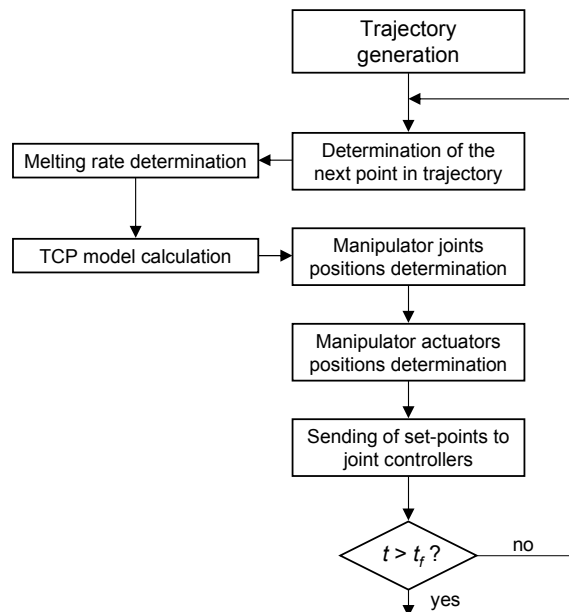 Trajectory
generation
Determination of the
next point in trajectory
Melting rate determination
TCP model calculation
Manipulator joints
positions determination
Manipulator actuators
positions determination
Sending of set-points to
joint controllers
t > t_f ?
no
yes